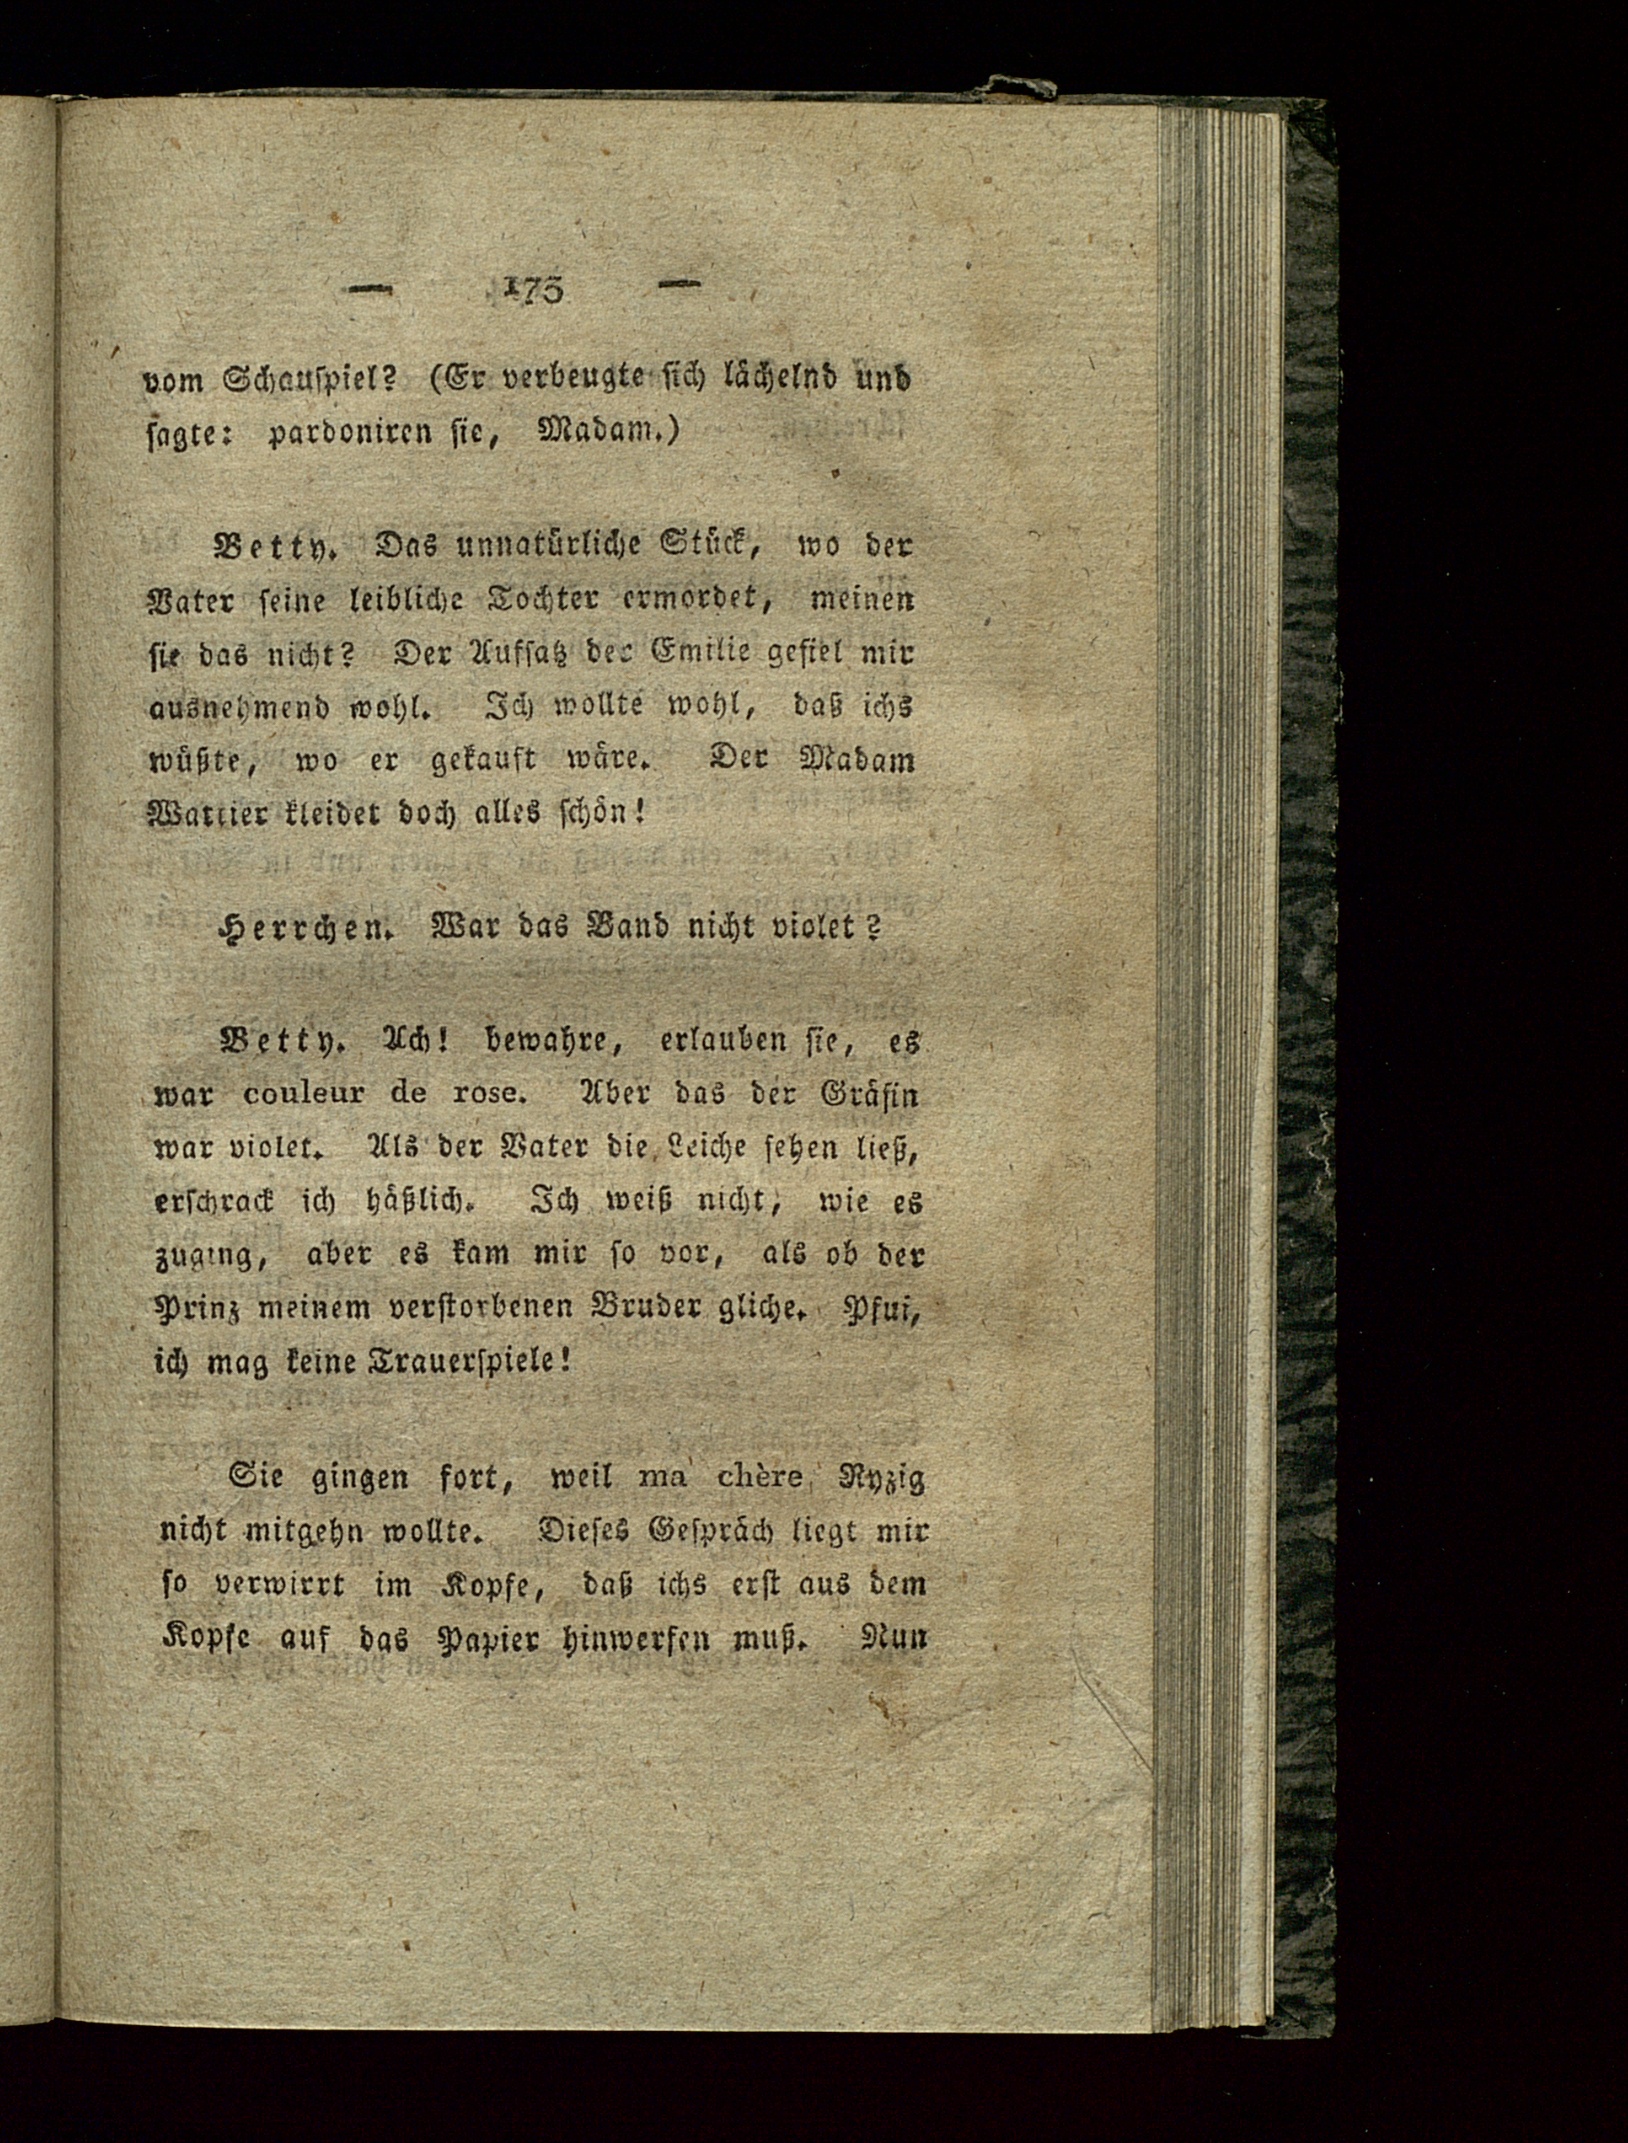 — 175 —
vom Schauspiel? (Er verbeugte sich lächelnd und
sagte: pardoniren sie, Madam.)
Betty. Das unnatürliche Stück, wo der
Vater seine leibliche Tochter ermordet, meinen
sie das nicht? Der Aufsatz der Emilie gefiel mir
ausnehmend wohl. Ich wollte wohl, daß ichs
wüßte, wo er gekauft wäre. Der Madam
Wattier kleidet doch alles schön!
Herrchen. War das Band nicht violet?
Betty. Ach! bewahre, erlauben sie, es
war couleur de rose. Aber das der Gräfin
war violet. Als der Vater die Leiche sehen ließ,
erschrack ich häßlich. Ich weiß nicht, wie es
zuging, aber es kam mir so vor, als ob der
Prinz meinem verstorbenen Bruder gliche. Pfui,
ich mag keine Trauerspiele!
Sie gingen fort, weil ma chère Ryzig
nicht mitgehn wollte. Dieses Gespräch liegt mir
so verwirrt im Kopfe, daß ichs erst aus dem
Kopfe auf das Papier hinwerfen muß. Nun